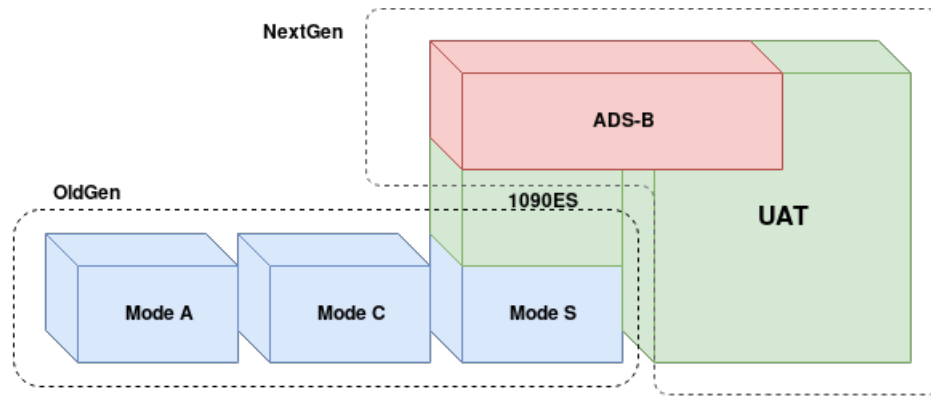 NextGen
ADS-B
OldGen
1090ES
UAT
Mode A
Mode C
Mode S